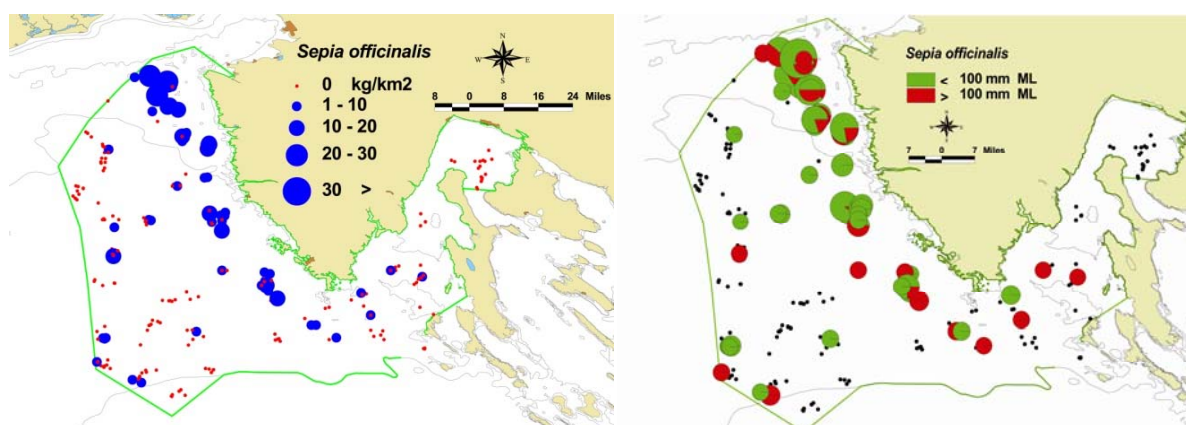 Sepia officinalis
0 kg/km2
1 - 10
10 - 20
20 - 30
30 >
N
W E
S
8 0 8 16 24 Miles
Sepia officinalis
< 100 mm ML
> 100 mm ML
N
W E
S
7 0 7 Miles